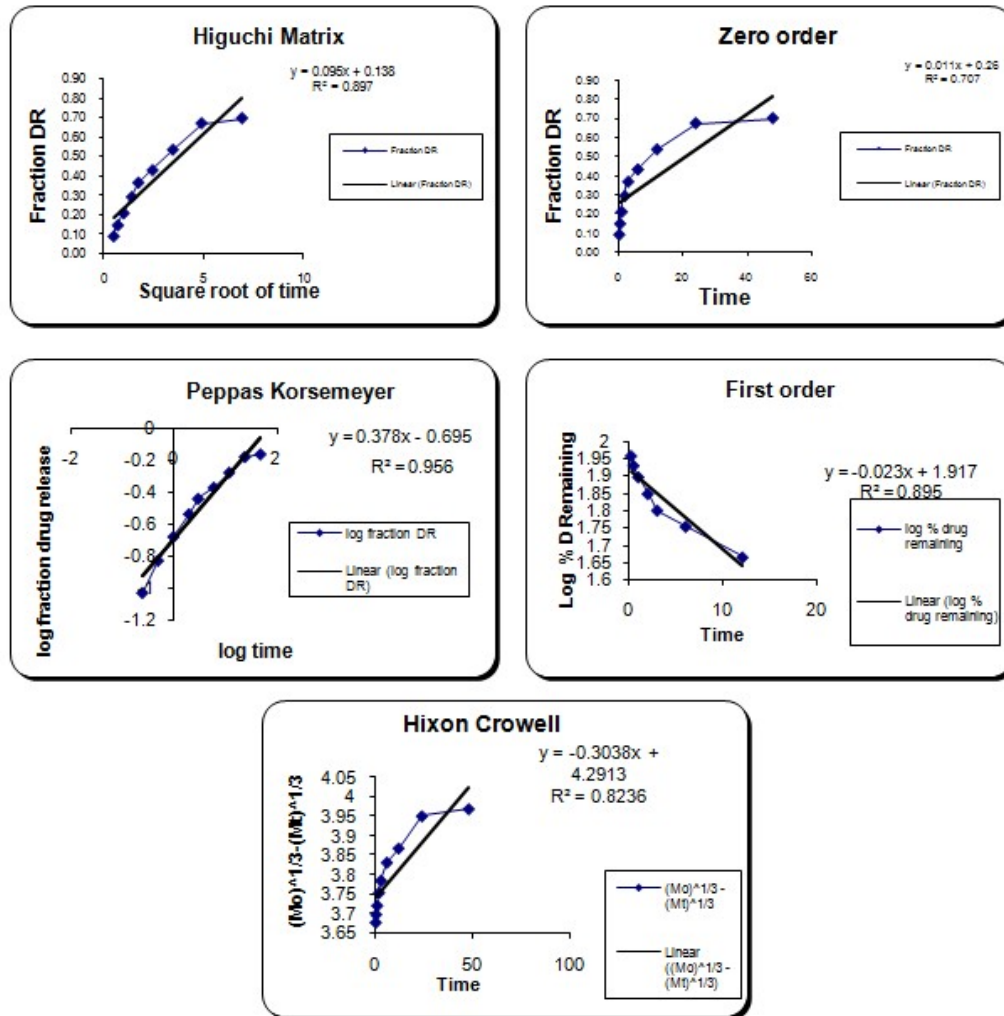 Higuchi Matrix
y = 0.095x + 0.138
R² = 0.897
Fraction DR
0.90
0.80
0.70
0.60
0.50
0.40
0.30
0.20
0.10
0.00
0
5
10
Square root of time
Fraction DR
Linear (Fraction DR)
Zero order
y = 0.011x + 0.26
R² = 0.707
Fraction DR
0.90
0.80
0.70
0.60
0.50
0.40
0.30
0.20
0.10
0.00
0
20
40
60
Time
Fraction DR
Linear (Fraction DR)
Peppas Korsemeyer
y = 0.378x - 0.695
R² = 0.956
log fraction drug release
-2
0
2
0
-0.2
-0.4
-0.6
-0.8
-1
-1.2
log time
log fraction DR
Linear (log fraction
DR)
First order
y = -0.023x + 1.917
R² = 0.895
Log % D Remaining
2
1.95
1.9
1.85
1.8
1.75
1.7
1.65
1.6
0
10
20
Time
log % drug
remaining
Linear (log %
drug remaining)
Hixon Crowell
y = -0.3038x +
4.2913
R² = 0.8236
(Mo)^1/3-(Mt)^1/3
4.05
4
3.95
3.9
3.85
3.8
3.75
3.7
3.65
0
50
100
Time
(Mo)^1/3 -
(Mt)^1/3
Linear
((Mo)^1/3 -
(Mt)^1/3)